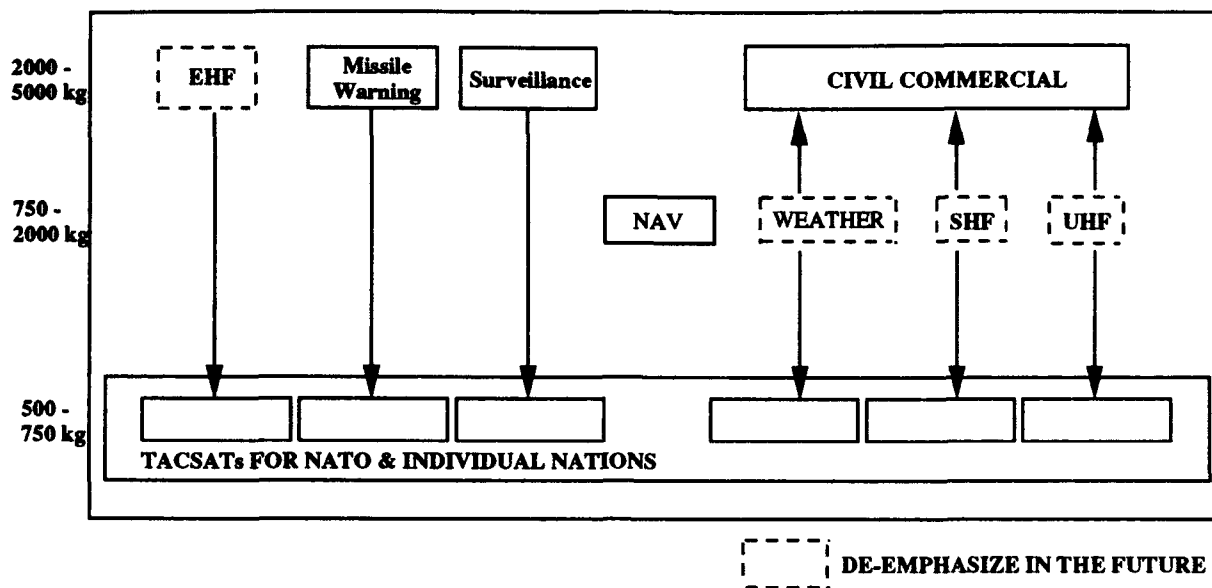 2000 -
5000 kg
EHF
Missile
Warning
Surveillance
CIVIL COMMERCIAL
750 -
2000 kg
NAV
WEATHER
SHF
UHF
500 -
750 kg
TACSATs FOR NATO & INDIVIDUAL NATIONS
DE-EMPHASIZE IN THE FUTURE